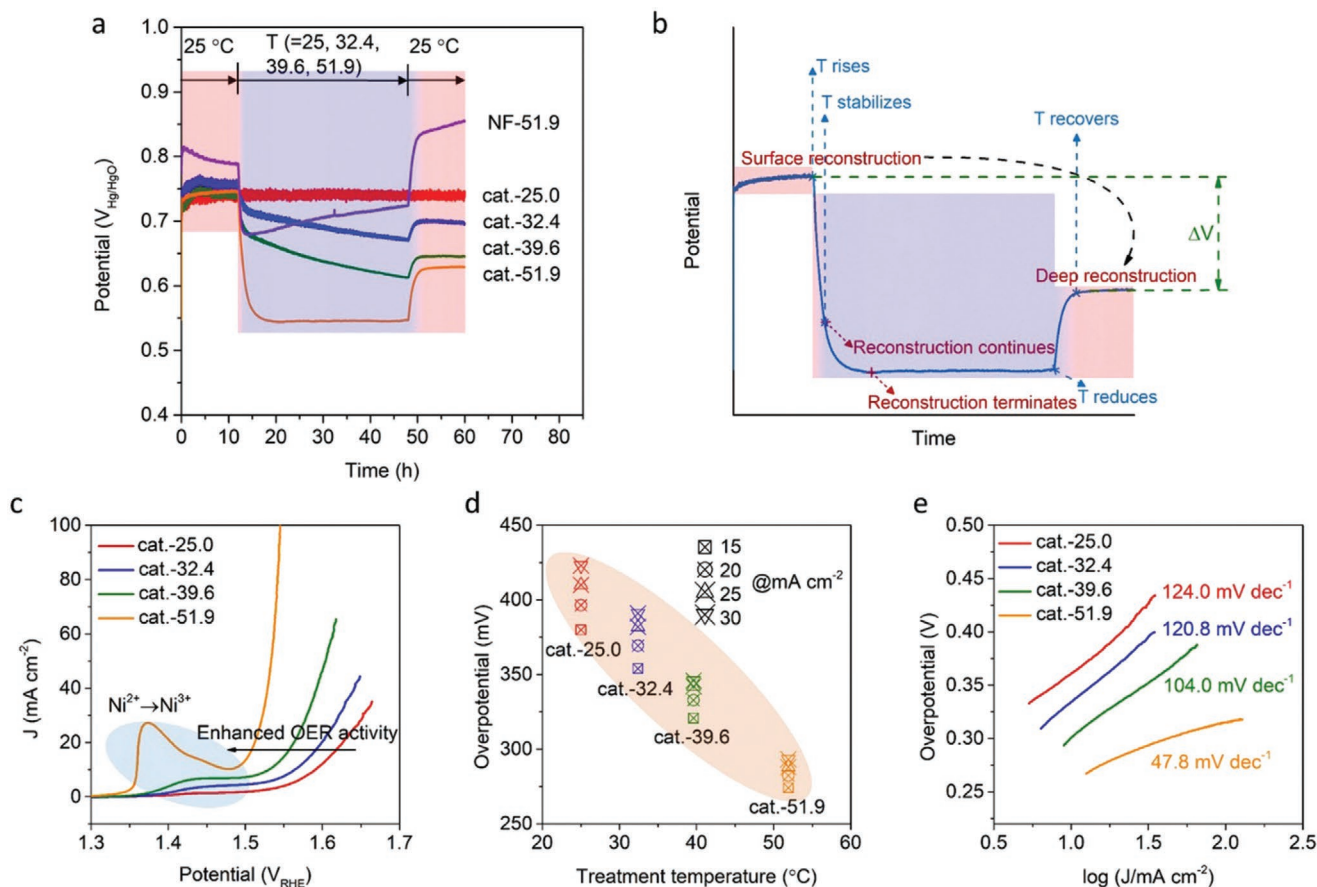 a
25 °C
T (=25, 32.4,
39.6, 51.9)
25 °C
NF-51.9
cat.-25.0
cat.-32.4
cat.-39.6
cat.-51.9
Potential (V_Hg/HgO)
1.0
0.9
0.8
0.7
0.6
0.5
0.4
0 10 20 30 40 50 60 70 80
Time (h)
b
T rises
T stabilizes
T recovers
Surface reconstruction
ΔV
Deep reconstruction
Reconstruction continues
T reduces
Reconstruction terminates
Potential
Time
c
cat.-25.0
cat.-32.4
cat.-39.6
cat.-51.9
Ni²⁺→Ni³⁺
Enhanced OER activity
J (mA cm⁻²)
100
80
60
40
20
0
1.3 1.4 1.5 1.6 1.7
Potential (V_RHE)
d
15
20
25
30
@mA cm⁻²
cat.-25.0
cat.-32.4
cat.-39.6
cat.-51.9
Overpotential (mV)
450
400
350
300
250
20 30 40 50 60
Treatment temperature (°C)
e
cat.-25.0
cat.-32.4
cat.-39.6
cat.-51.9
124.0 mV dec⁻¹
120.8 mV dec⁻¹
104.0 mV dec⁻¹
47.8 mV dec⁻¹
Overpotential (V)
0.50
0.45
0.40
0.35
0.30
0.25
0.5 1.0 1.5 2.0 2.5
log (J/mA cm⁻²)